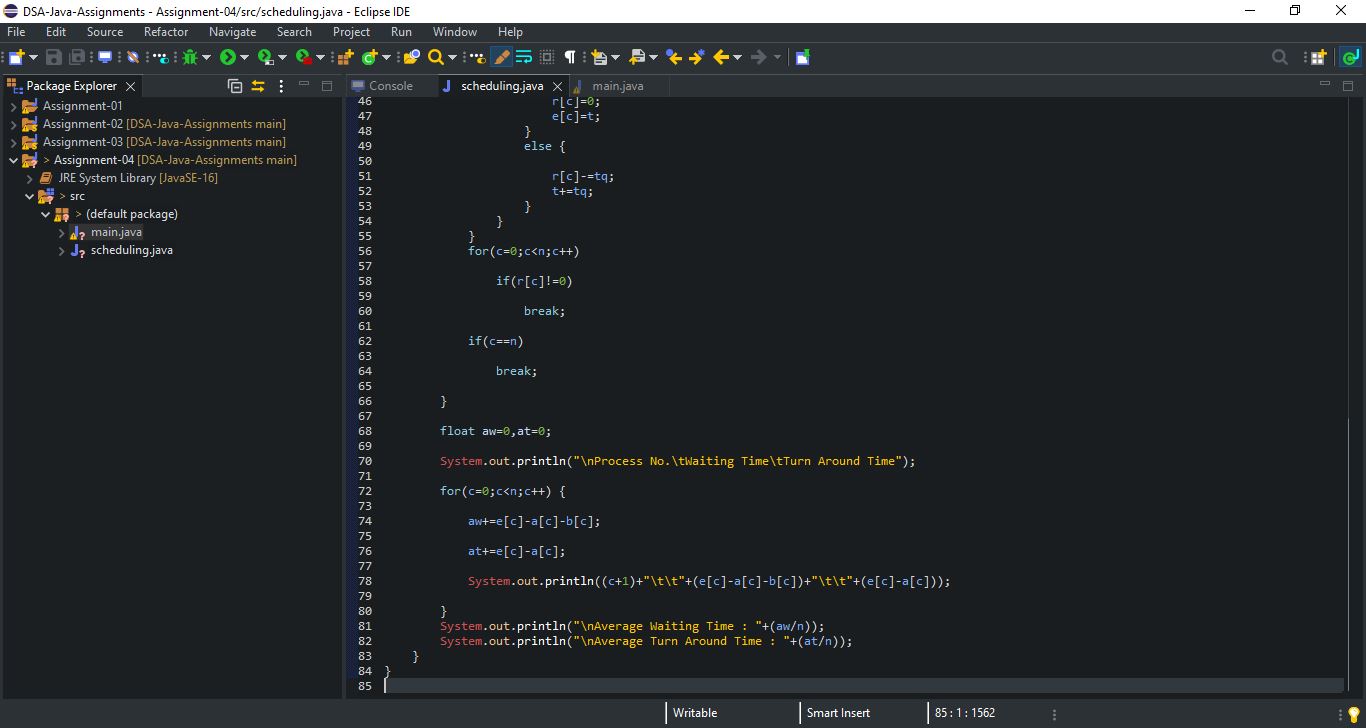 DSA-Java-Assignments - Assignment-04/src/scheduling.java - Eclipse IDE
File Edit Source Refactor Navigate Search Project Run Window Help
Package Explorer
Console scheduling.java main.java
Assignment-01
Assignment-02 [DSA-Java-Assignments main]
Assignment-03 [DSA-Java-Assignments main]
> Assignment-04 [DSA-Java-Assignments main]
JRE System Library [JavaSE-16]
> src
> (default package)
main.java
scheduling.java
46 r[c]=0;
47 e[c]=t;
48 }
49 else {
50
51 r[c]-=tq;
52 t+=tq;
53 }
54 }
55 }
56 for(c=0;c<n;c++)
57
58 if(r[c]!=0)
59
60 break;
61
62 if(c==n)
63
64 break;
65
66 }
67
68 float aw=0,at=0;
69
70 System.out.println("\nProcess No.\tWaiting Time\tTurn Around Time");
71
72 for(c=0;c<n;c++) {
73
74 aw+=e[c]-a[c]-b[c];
75
76 at+=e[c]-a[c];
77
78 System.out.println((c+1)+"\t\t"+(e[c]-a[c]-b[c])+"\t\t"+(e[c]-a[c]));
79
80 }
81 System.out.println("\nAverage Waiting Time : "+(aw/n));
82 System.out.println("\nAverage Turn Around Time : "+(at/n));
83 }
84 }
85
Writable Smart Insert 85 : 1 : 1562